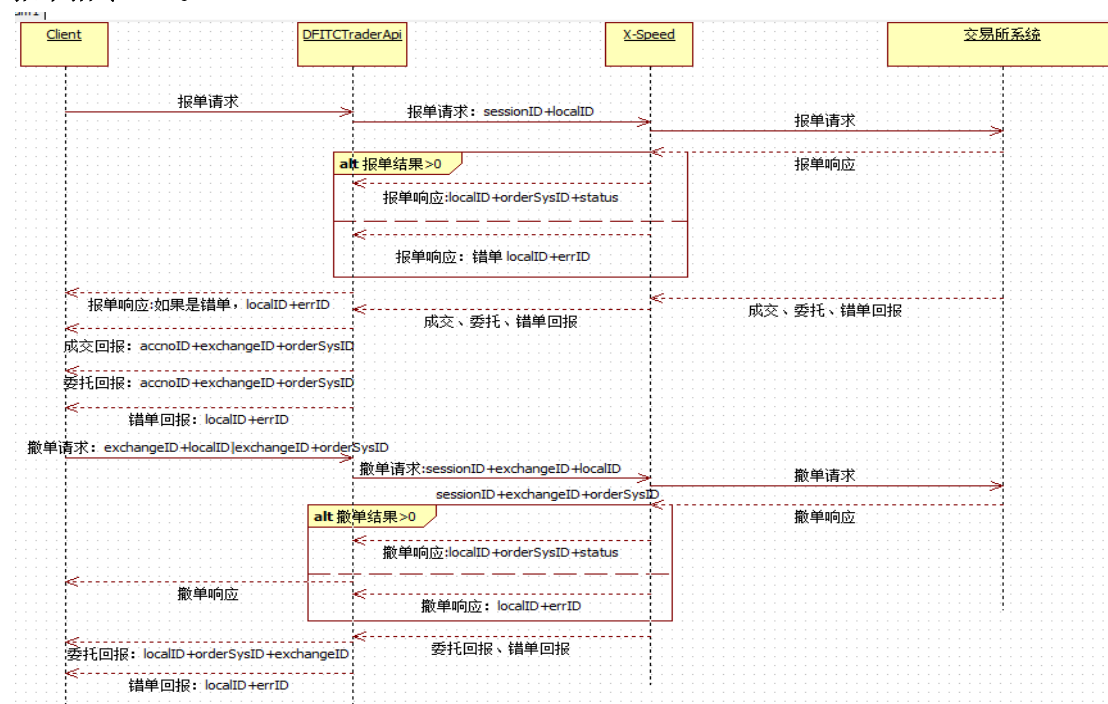 Client
DFITCTraderApi
X-Speed
交易所系统
报单请求
报单请求：sessionID+localID
报单请求
alt 报单结果>0
报单响应
报单响应:localID+orderSysID+status
报单响应：错单 localID+errID
报单响应:如果是错单，localID+errID
成交、委托、错单回报
成交、委托、错单回报
成交回报：accnoID+exchangeID+orderSysID
委托回报：accnoID+exchangeID+orderSysID
错单回报：localID+errID
撤单请求：exchangeID+localID|exchangeID+orderSysID
撤单请求:sessionID+exchangeID+localID
撤单请求
sessionID+exchangeID+orderSysID
alt 撤单结果>0
撤单响应
撤单响应:localID+orderSysID+status
撤单响应
撤单响应：localID+errID
委托回报、错单回报
委托回报：localID+orderSysID+exchangeID
错单回报：localID+errID